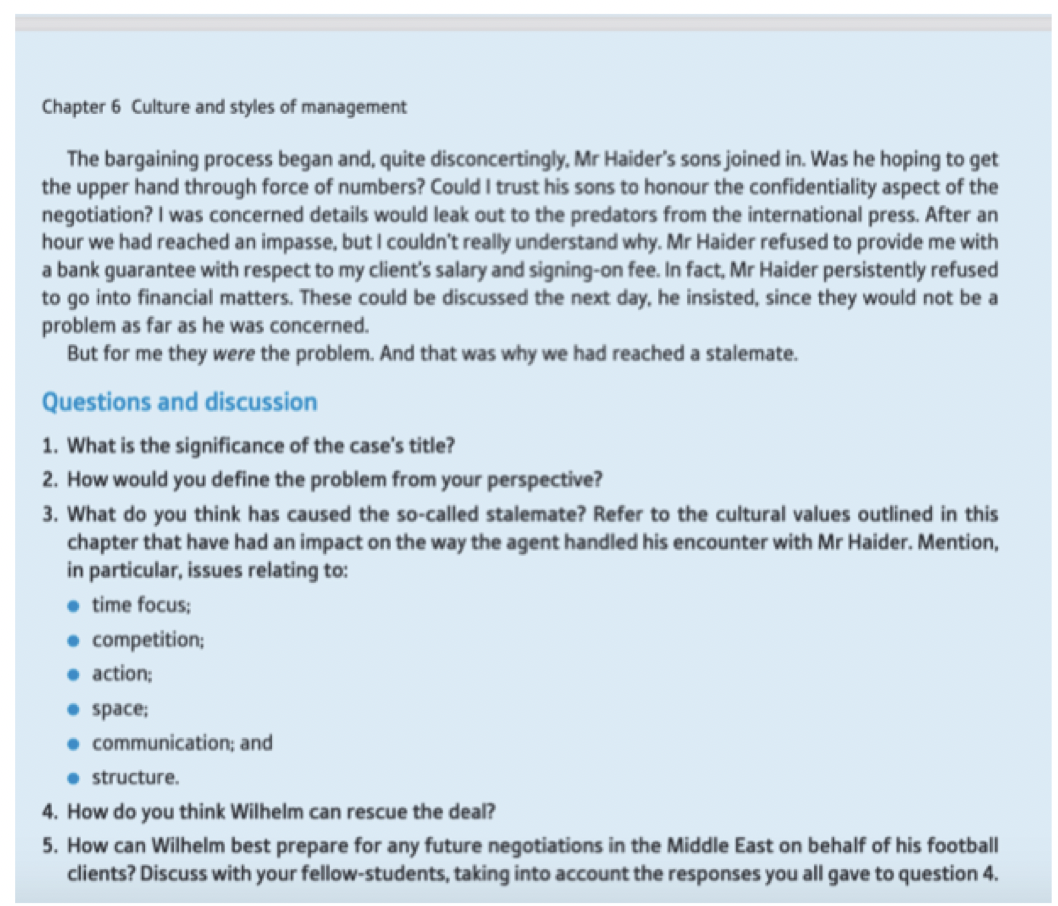 Chapter 6 Culture and styles of management
The bargaining process began and, quite disconcertingly, Mr Haider's sons joined in. Was he hoping to get
the upper hand through force of numbers? Could I trust his sons to honour the confidentiality aspect of the
negotiation? I was concerned details would leak out to the predators from the international press. After an
hour we had reached an impasse, but I couldn't really understand why. Mr Haider refused to provide me with
a bank guarantee with respect to my client's salary and signing-on fee. In fact, Mr Haider persistently refused
to go into financial matters. These could be discussed the next day, he insisted, since they would not be a
problem as far as he was concerned.
But for me they were the problem. And that was why we had reached a stalemate.
Questions and discussion
1. What is the significance of the case's title?
2. How would you define the problem from your perspective?
3. What do you think has caused the so-called stalemate? Refer to the cultural values outlined in this
chapter that have had an impact on the way the agent handled his encounter with Mr Haider. Mention,
in particular, issues relating to:
• time focus;
• competition;
• action;
• space;
• communication; and
• structure.
4. How do you think Wilhelm can rescue the deal?
5. How can Wilhelm best prepare for any future negotiations in the Middle East on behalf of his football
clients? Discuss with your fellow-students, taking into account the responses you all gave to question 4.